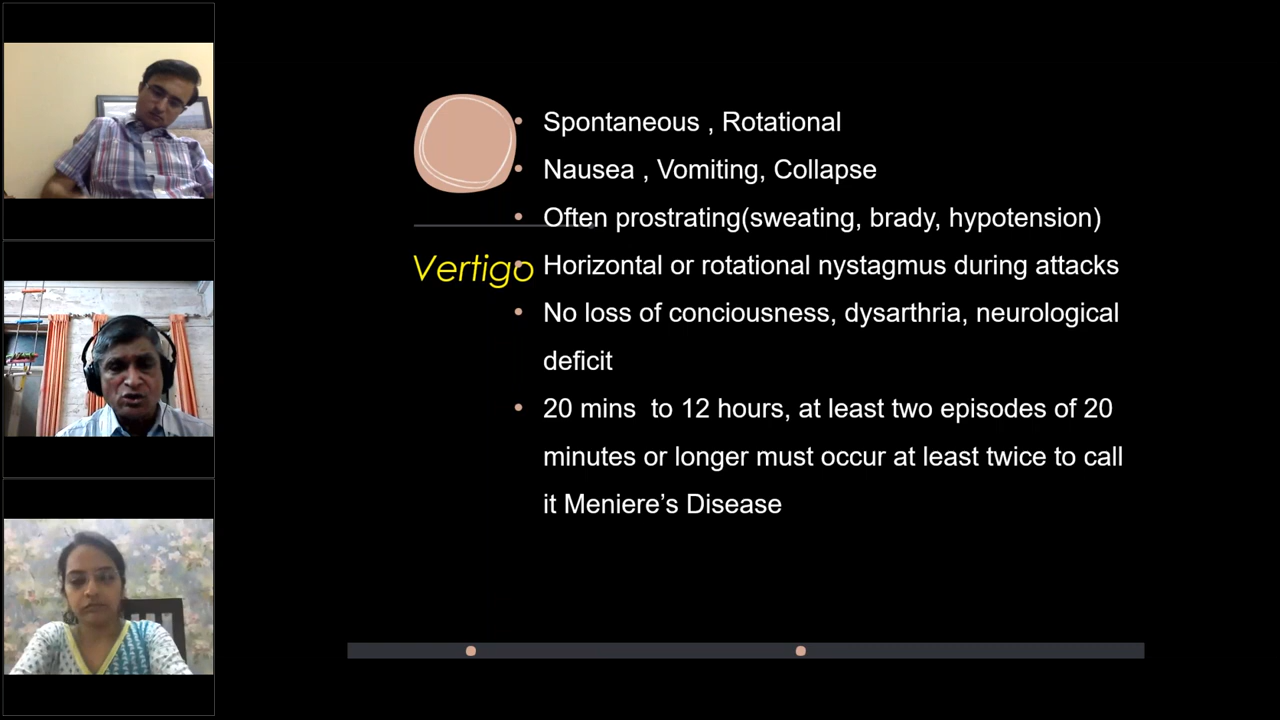 Vertigo
Spontaneous , Rotational
Nausea , Vomiting, Collapse
Often prostrating(sweating, brady, hypotension)
Horizontal or rotational nystagmus during attacks
No loss of conciousness, dysarthria, neurological
deficit
20 mins  to 12 hours, at least two episodes of 20
minutes or longer must occur at least twice to call
it Meniere’s Disease